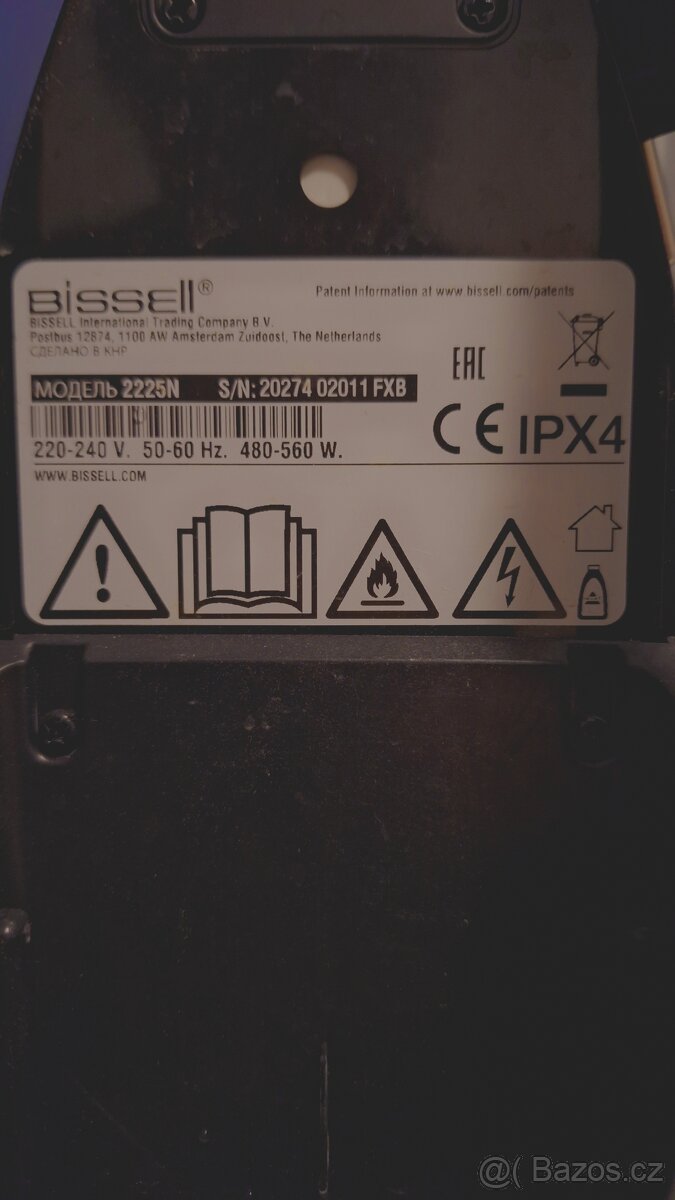 BISSELL®
Patent Information at www.bissell.com/patents
BISSELL International Trading Company B.V.
Postbus 12874, 1100 AW Amsterdam Zuidoost, The Netherlands
СДЕЛАНО В КНР
EAC
МОДЕЛЬ 2225N S/N: 20274 02011 FXB
CE IPX4
220-240 V. 50-60 Hz. 480-560 W.
WWW.BISSELL.COM
@( Bazos.cz